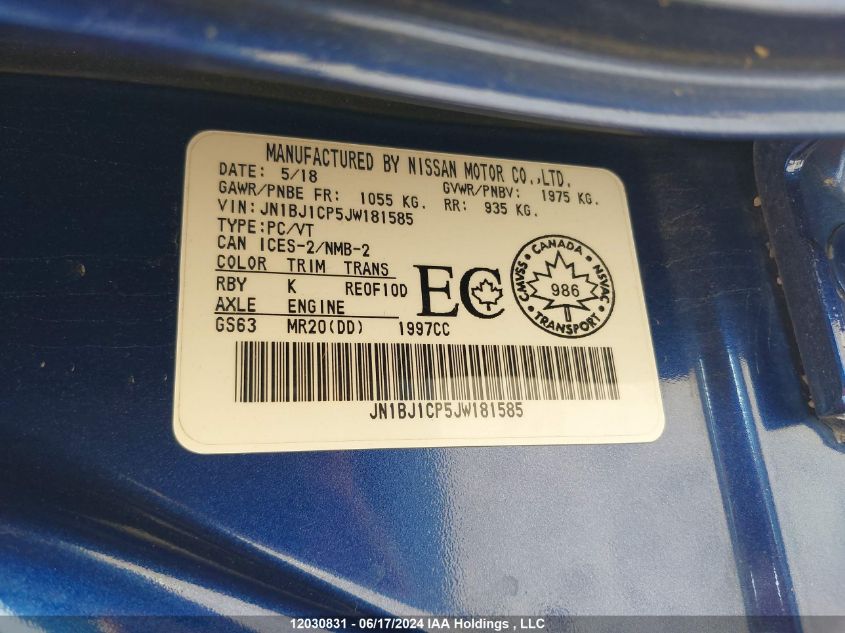 MANUFACTURED BY NISSAN MOTOR CO.,LTD.
DATE: 5/18 GVWR/PNBV: 1975 KG.
GAWR/PNBE FR: 1055 KG. RR: 935 KG.
VIN: JN1BJ1CP5JW181585
TYPE:PC/VT
CAN ICES-2/NMB-2
COLOR TRIM TRANS
RBY K RE0F10D
AXLE ENGINE
GS63 MR20(DD) 1997CC
EC
CANADA
CMVSS 986 NSVAC
TRANSPORT
JN1BJ1CP5JW181585
12030831 - 06/17/2024 IAA Holdings, LLC